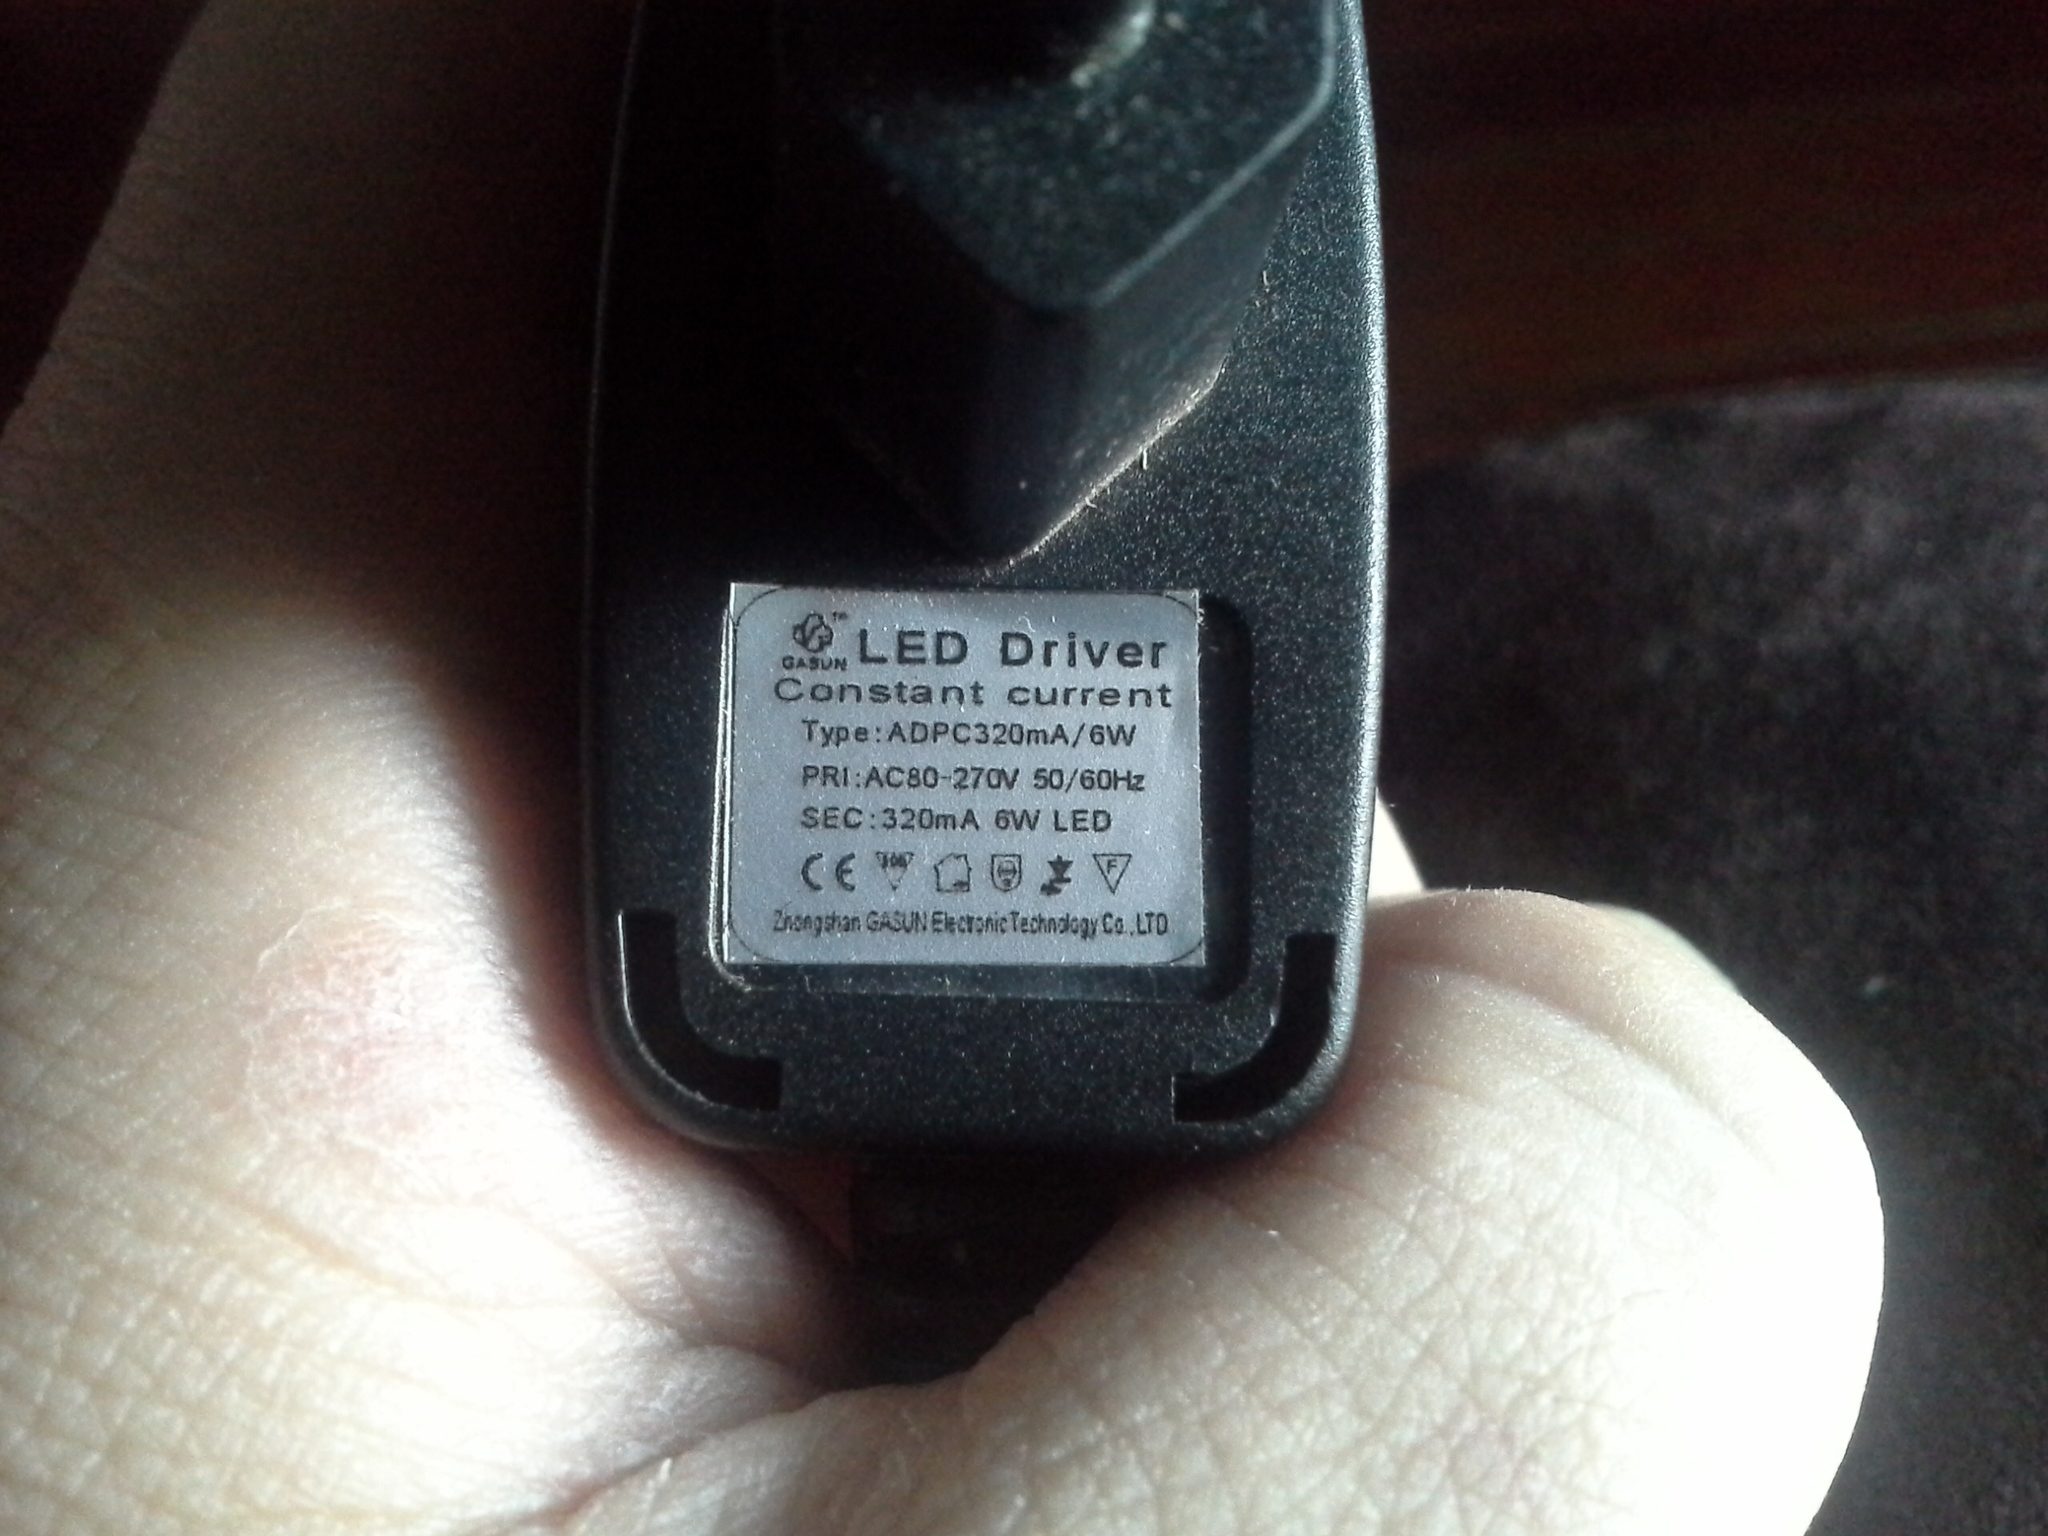 GASUN™ LED Driver
Constant current
Type:ADPC320mA/6W
PRI:AC80-270V 50/60Hz
SEC:320mA 6W LED
CE F
Zhongshan GASUN Electronic Technology Co.,LTD